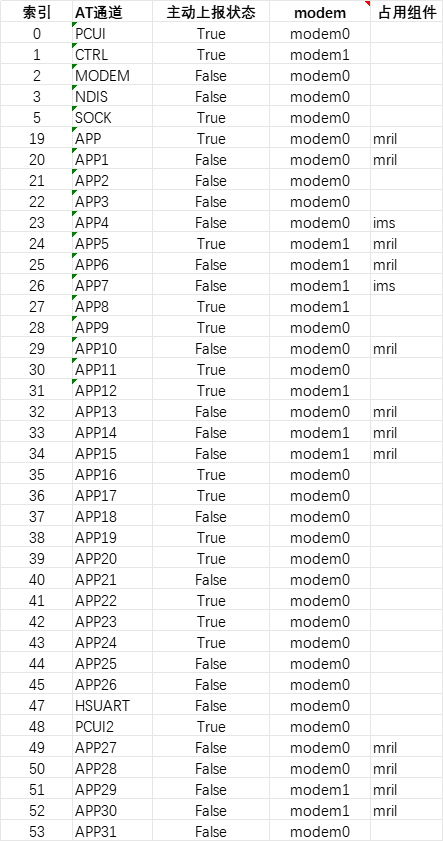 索引 AT通道 主动上报状态 modem 占用组件
0 PCUI True modem0
1 CTRL True modem1
2 MODEM False modem0
3 NDIS False modem0
5 SOCK True modem0
19 APP True modem0 mril
20 APP1 False modem0 mril
21 APP2 False modem0
22 APP3 False modem0
23 APP4 False modem0 ims
24 APP5 True modem1 mril
25 APP6 False modem1 mril
26 APP7 False modem1 ims
27 APP8 True modem1
28 APP9 True modem0
29 APP10 False modem0 mril
30 APP11 True modem0
31 APP12 True modem1
32 APP13 False modem0 mril
33 APP14 False modem1 mril
34 APP15 False modem1 mril
35 APP16 True modem0
36 APP17 True modem0
37 APP18 False modem0
38 APP19 True modem0
39 APP20 True modem0
40 APP21 False modem0
41 APP22 True modem0
42 APP23 True modem0
43 APP24 True modem0
44 APP25 False modem0
45 APP26 False modem0
47 HSUART False modem0
48 PCUI2 True modem0
49 APP27 False modem0 mril
50 APP28 False modem0 mril
51 APP29 False modem1 mril
52 APP30 False modem1 mril
53 APP31 False modem0